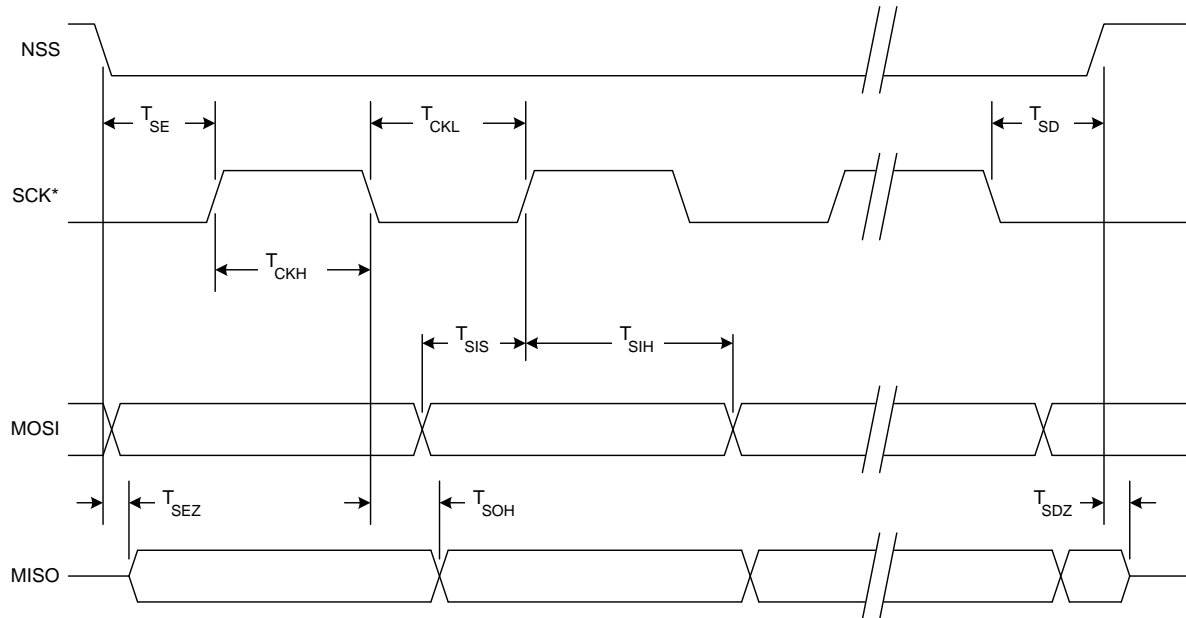 NSS
T_SE
T_CKL
T_SD
SCK*
T_CKH
T_SIS
T_SIH
MOSI
T_SEZ
T_SOH
T_SDZ
MISO